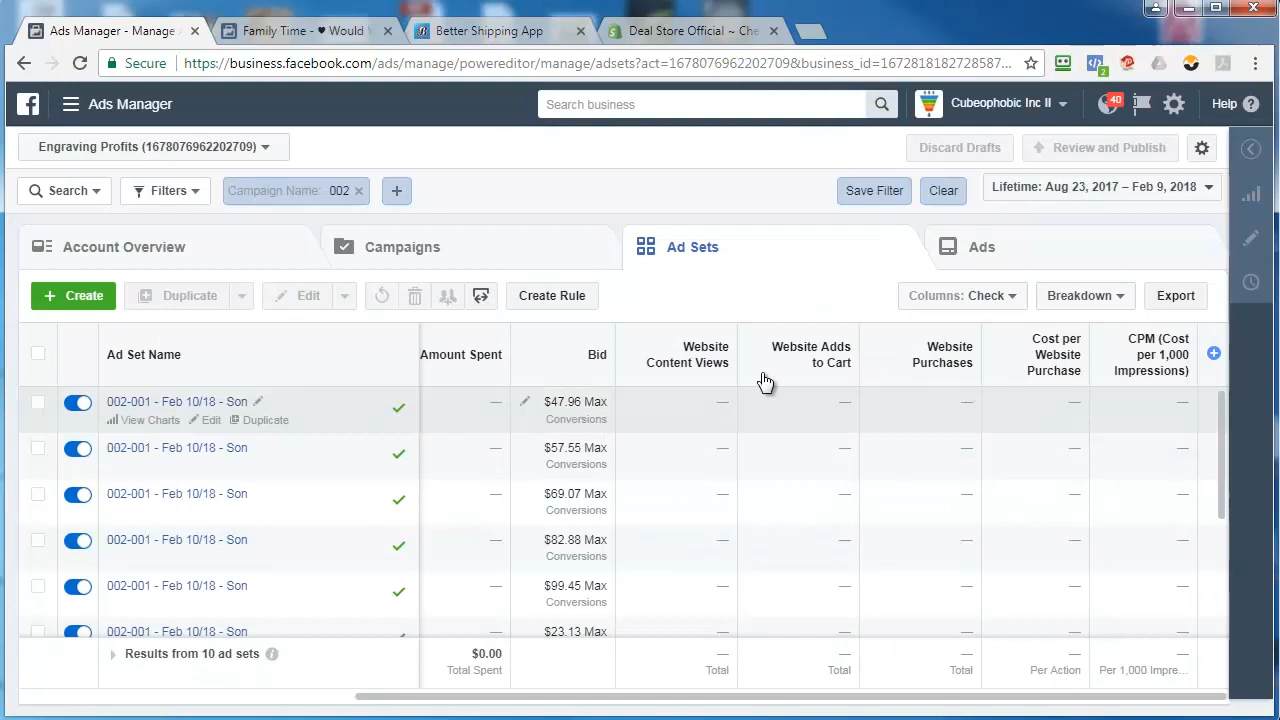 Ads Manager - Manage A
Family Time - ♥ Would
Better Shipping App
Deal Store Official ~ Che
Secure
https://business.facebook.com/ads/manage/powereditor/manage/adsets?act=1678076962202709&business_id=1672818182728587...
2
Ads Manager
Search business
Cubeophobic Inc II
40
Help
Engraving Profits (1678076962202709)
Discard Drafts
Review and Publish
Search
Filters
Campaign Name: 002
Save Filter
Clear
Lifetime: Aug 23, 2017 – Feb 9, 2018
Account Overview
Campaigns
Ad Sets
Ads
+ Create
Duplicate
Edit
Create Rule
Columns: Check
Breakdown
Export
Ad Set Name
Amount Spent
Bid
Website
Content Views
Website Adds
to Cart
Website
Purchases
Cost per
Website
Purchase
CPM (Cost
per 1,000
Impressions)
002-001 - Feb 10/18 - Son
— $47.96 Max — — — — —
View Charts Edit Duplicate
Conversions
002-001 - Feb 10/18 - Son
— $57.55 Max — — — — —
Conversions
002-001 - Feb 10/18 - Son
— $69.07 Max — — — — —
Conversions
002-001 - Feb 10/18 - Son
— $82.88 Max — — — — —
Conversions
002-001 - Feb 10/18 - Son
— $99.45 Max — — — — —
Conversions
002-001 - Feb 10/18 - Son
— $23.13 Max — — — — —
Results from 10 ad sets
$0.00 — — — — —
Total Spent
Total
Total
Total
Per Action
Per 1,000 Impre...